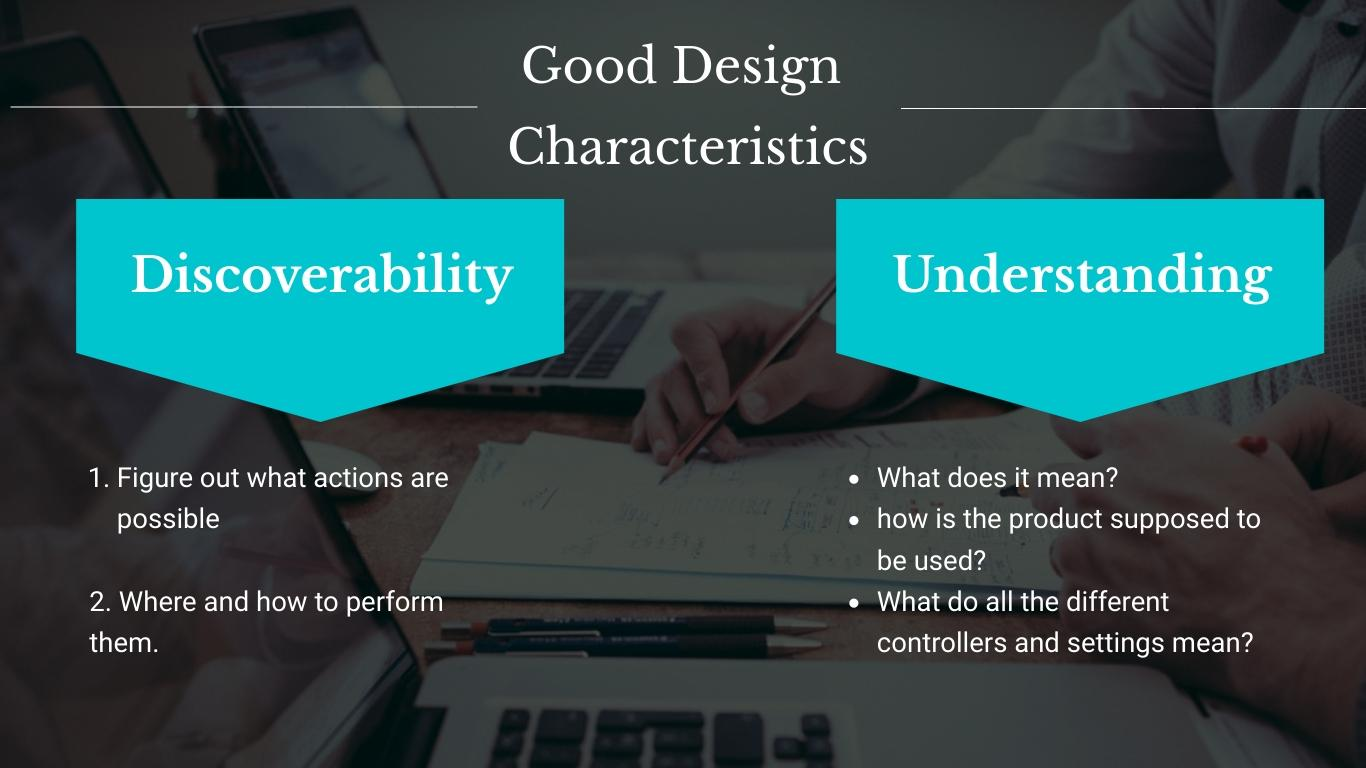 Good Design
Characteristics
Discoverability
1. Figure out what actions are
possible
2. Where and how to perform
them.
Understanding
• What does it mean?
• how is the product supposed to
be used?
• What do all the different
controllers and settings mean?